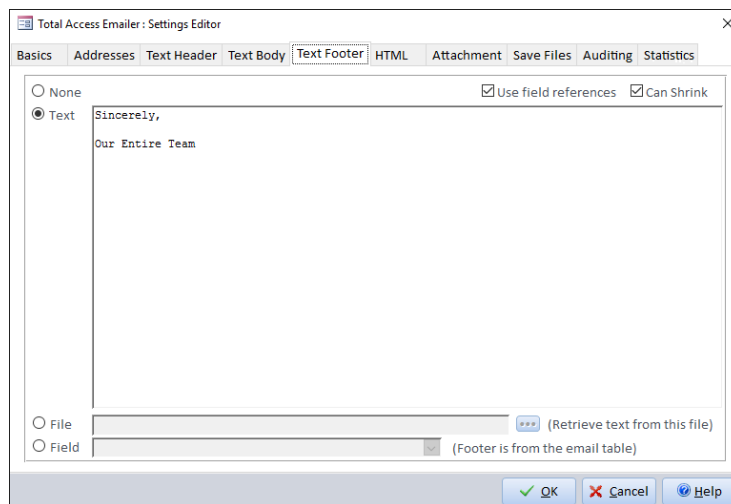 Total Access Emailer : Settings Editor
Basics Addresses Text Header Text Body Text Footer HTML Attachment Save Files Auditing Statistics
None Use field references Can Shrink
Text Sincerely,
Our Entire Team
File (Retrieve text from this file)
Field (Footer is from the email table)
OK Cancel Help